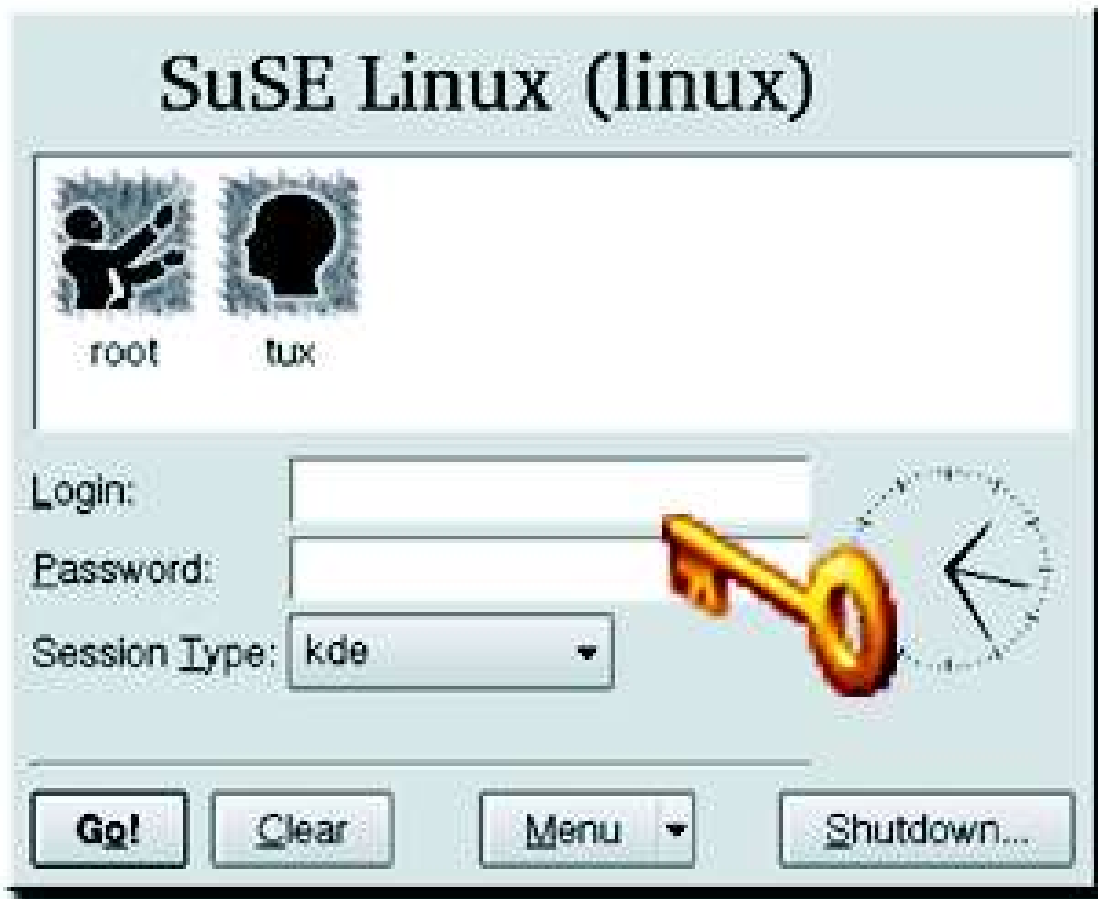 SuSE Linux (linux)
root tux
Login:
Password:
Session Type: kde
Go! Clear Menu Shutdown...